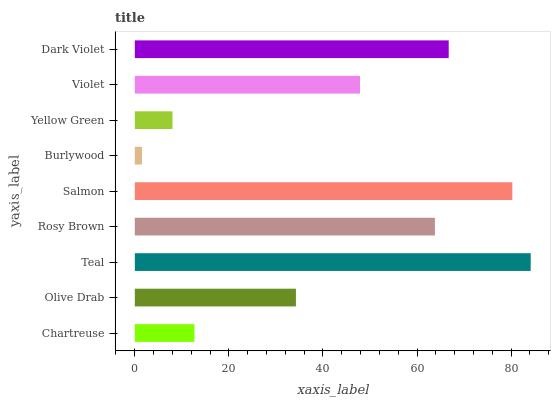 title
Dark Violet
Violet
Yellow Green
Burlywood
Salmon
Rosy Brown
Teal
Olive Drab
Chartreuse
yaxis_label
0 20 40 60 80
xaxis_label